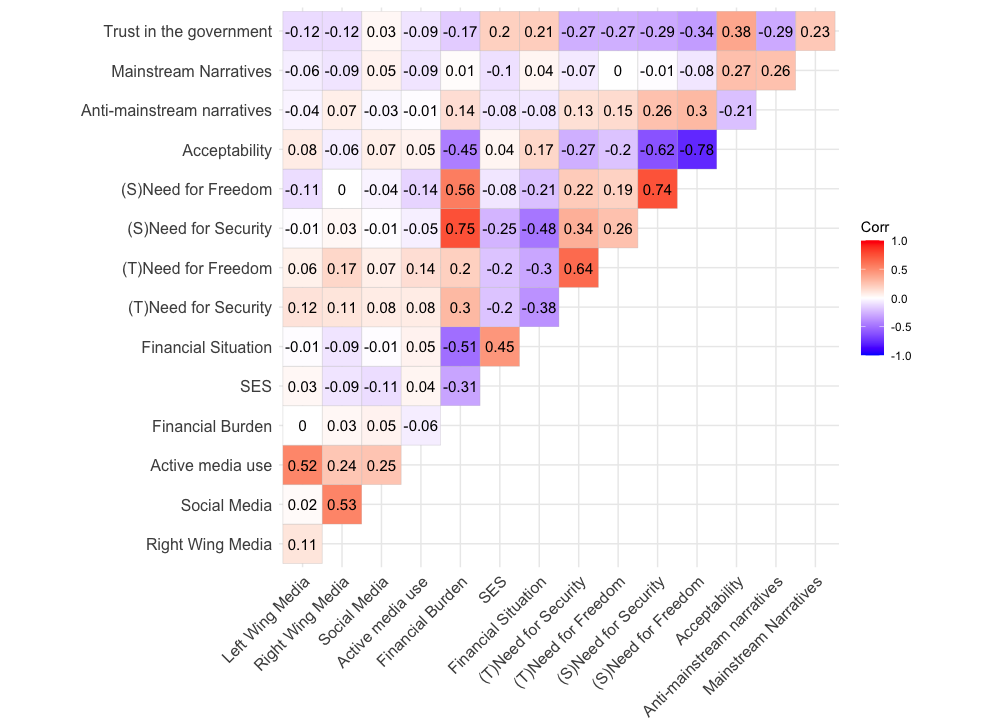 Trust in the government -0.12 -0.12 0.03 -0.09 -0.17 0.2 0.21 -0.27 -0.27 -0.29 -0.34 0.38 -0.29 0.23
Mainstream Narratives -0.06 -0.09 0.05 -0.09 0.01 -0.1 0.04 -0.07 0 -0.01 -0.08 0.27 0.26
Anti-mainstream narratives -0.04 0.07 -0.03 -0.01 0.14 -0.08 -0.08 0.13 0.15 0.26 0.3 -0.21
Acceptability 0.08 -0.06 0.07 0.05 -0.45 0.04 0.17 -0.27 -0.2 -0.62 -0.78
(S)Need for Freedom -0.11 0 -0.04 -0.14 0.56 -0.08 -0.21 0.22 0.19 0.74
(S)Need for Security -0.01 0.03 -0.01 -0.05 0.75 -0.25 -0.48 0.34 0.26
(T)Need for Freedom 0.06 0.17 0.07 0.14 0.2 -0.2 -0.3 0.64
(T)Need for Security 0.12 0.11 0.08 0.08 0.3 -0.2 -0.38
Financial Situation -0.01 -0.09 -0.01 0.05 -0.51 0.45
SES 0.03 -0.09 -0.11 0.04 -0.31
Financial Burden 0 0.03 0.05 -0.06
Active media use 0.52 0.24 0.25
Social Media 0.02 0.53
Right Wing Media 0.11
Left Wing Media
Right Wing Media
Social Media
Active media use
Financial Burden
SES
Financial Situation
(T)Need for Security
(T)Need for Freedom
(S)Need for Security
(S)Need for Freedom
Acceptability
Anti-mainstream narratives
Mainstream Narratives
Corr
1.0
0.5
0.0
-0.5
-1.0